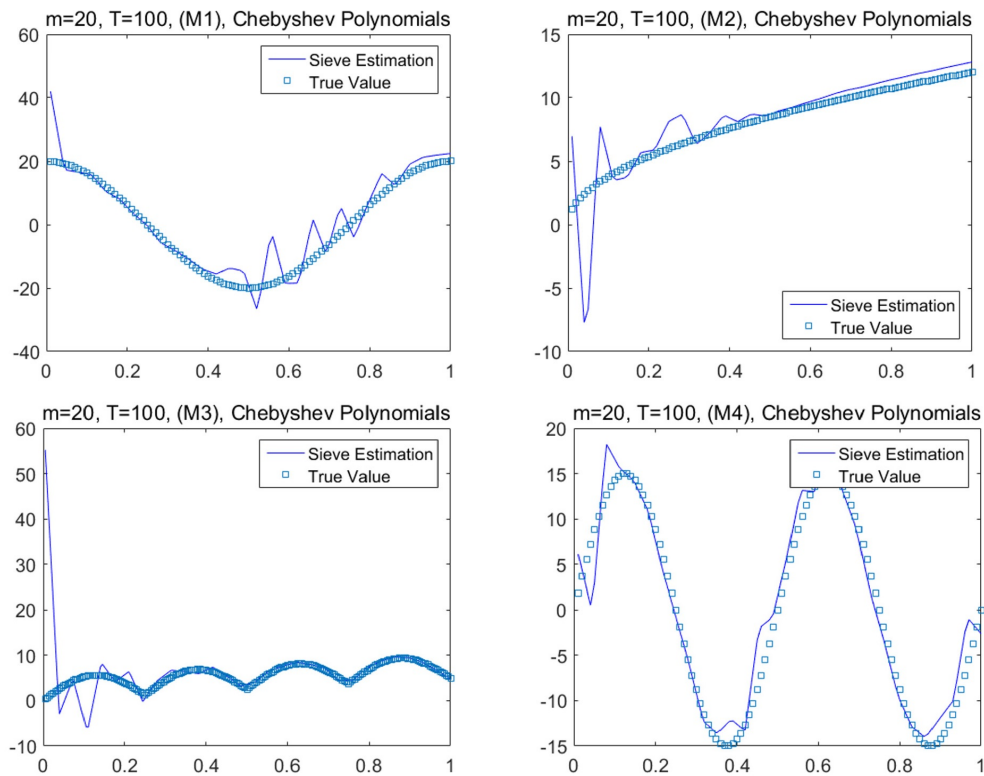 m=20, T=100, (M1), Chebyshev Polynomials
60
40
20
0
-20
-40
0 0.2 0.4 0.6 0.8 1
Sieve Estimation
True Value
m=20, T=100, (M2), Chebyshev Polynomials
15
10
5
0
-5
-10
0 0.2 0.4 0.6 0.8 1
Sieve Estimation
True Value
m=20, T=100, (M3), Chebyshev Polynomials
60
50
40
30
20
10
0
-10
0 0.2 0.4 0.6 0.8 1
Sieve Estimation
True Value
m=20, T=100, (M4), Chebyshev Polynomials
20
15
10
5
0
-5
-10
-15
0 0.2 0.4 0.6 0.8 1
Sieve Estimation
True Value